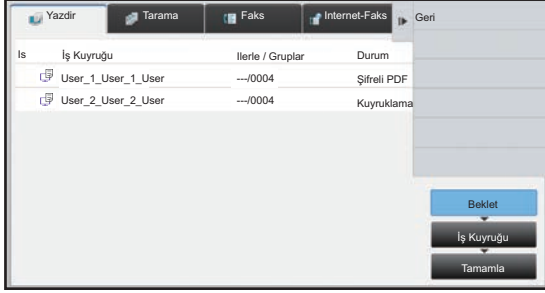 Yazdir Tarama Faks Internet-Faks Geri
Is İş Kuyruğu Ilerle / Gruplar Durum
User_1_User_1_User ---/0004 Şifreli PDF
User_2_User_2_User ---/0004 Kuyruklama
Beklet
İş Kuyruğu
Tamamla